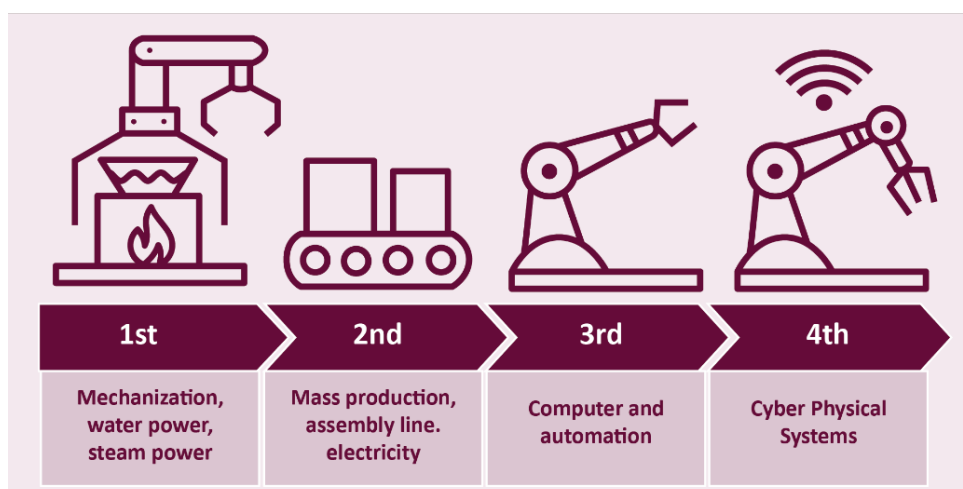 1st
2nd
3rd
4th
Mechanization,
water power,
steam power
Mass production,
assembly line.
electricity
Computer and
automation
Cyber Physical
Systems